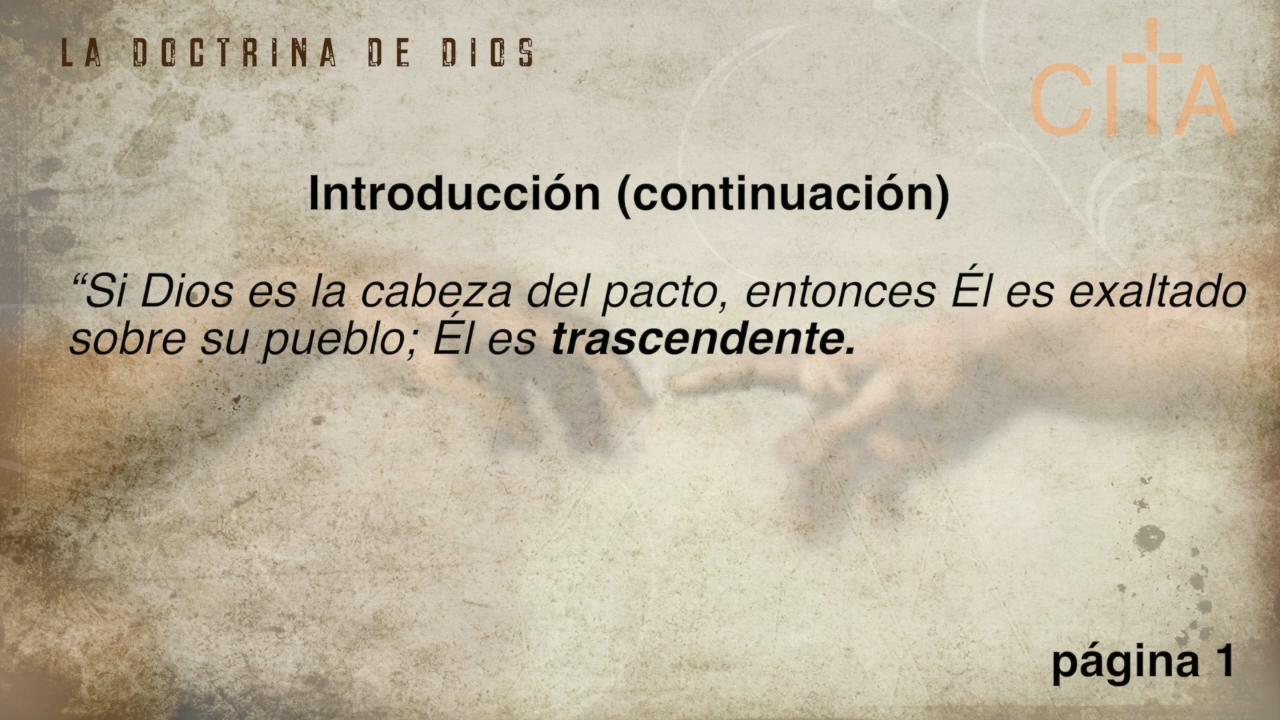 LA DOCTRINA DE DIOS
CITA
Introducción (continuación)
“Si Dios es la cabeza del pacto, entonces Él es exaltado
sobre su pueblo; Él es trascendente.
página 1